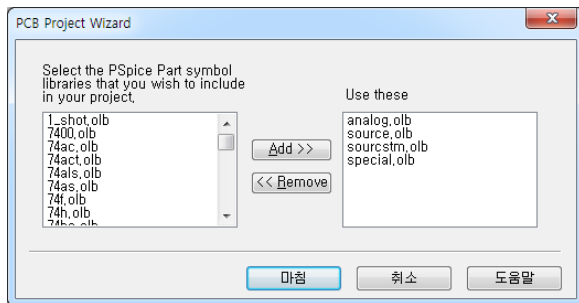 PCB Project Wizard
Select the PSpice Part symbol
libraries that you wish to include
in your project.
Use these
1_shot.olb
7400.olb
74ac.olb
74act.olb
74als.olb
74as.olb
74f.olb
74h.olb
analog.olb
source.olb
sourcstm.olb
special.olb
Add >>
<< Remove
마침
취소
도움말